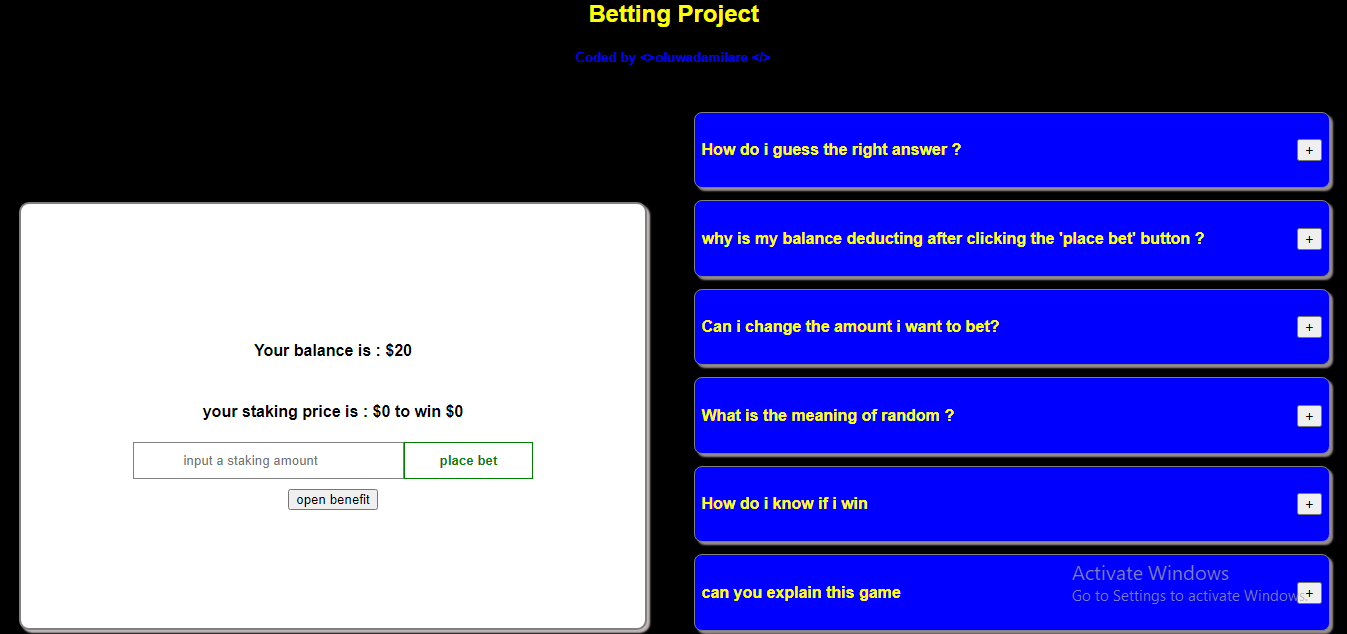 Betting Project
Coded by <>oluwadamilare </>
Your balance is : $20
your staking price is : $0 to win $0
input a staking amount
place bet
open benefit
How do i guess the right answer ?
+
why is my balance deducting after clicking the 'place bet' button ?
+
Can i change the amount i want to bet?
+
What is the meaning of random ?
+
How do i know if i win
+
can you explain this game
+
Activate Windows
Go to Settings to activate Windows.